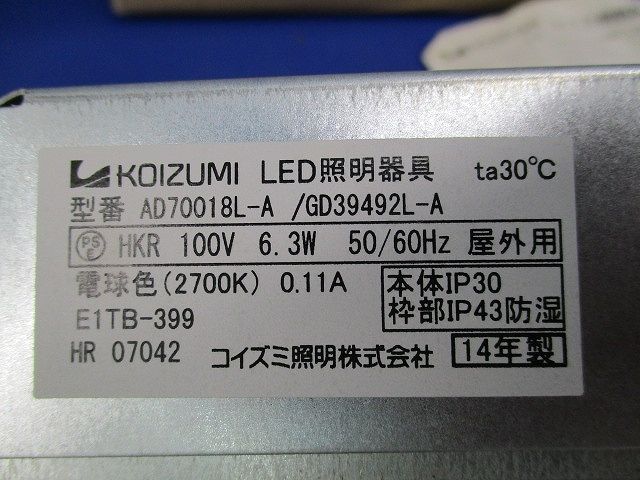 KOIZUMI LED照明器具 ta30℃
型番 AD70018L-A /GD39492L-A
PS E HKR 100V 6.3W 50/60Hz 屋外用
電球色(2700K) 0.11A
本体IP30
枠部IP43防湿
E1TB-399
HR 07042 コイズミ照明株式会社 14年製